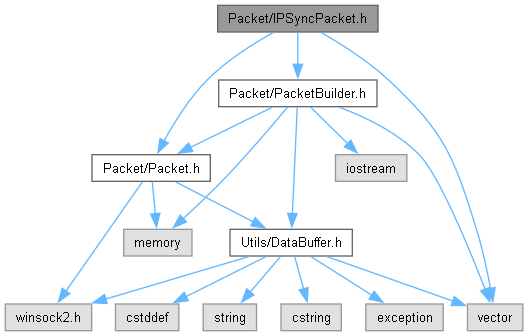 Packet/IPSyncPacket.h
Packet/PacketBuilder.h
Packet/Packet.h
iostream
memory
Utils/DataBuffer.h
winsock2.h
cstddef
string
cstring
exception
vector